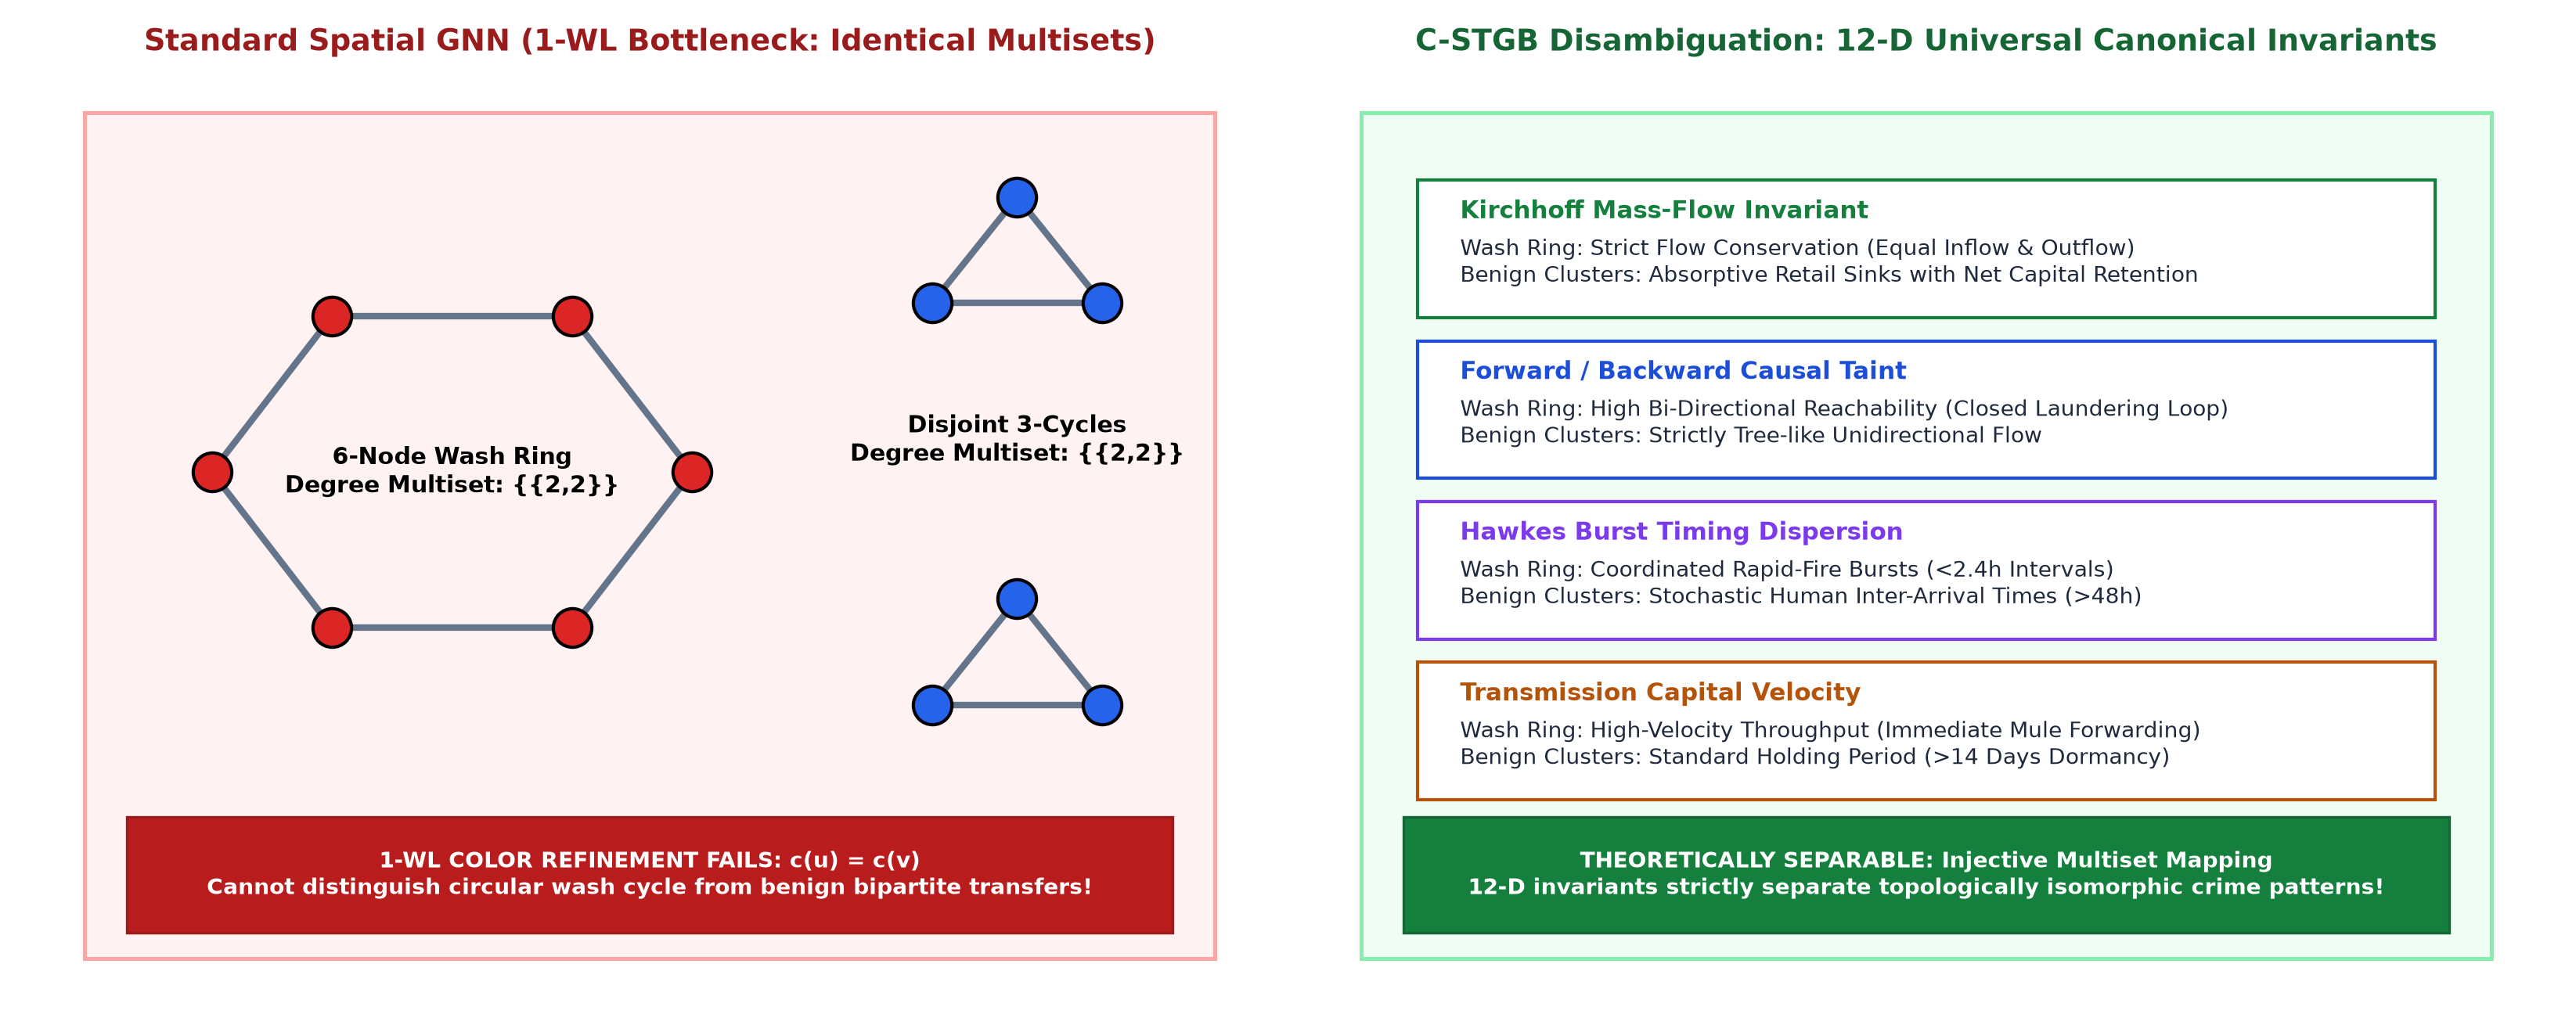 Standard Spatial GNN (1-WL Bottleneck: Identical Multisets)
6-Node Wash Ring
Degree Multiset: {{2,2}}
Disjoint 3-Cycles
Degree Multiset: {{2,2}}
1-WL COLOR REFINEMENT FAILS: c(u) = c(v)
Cannot distinguish circular wash cycle from benign bipartite transfers!
C-STGB Disambiguation: 12-D Universal Canonical Invariants
Kirchhoff Mass-Flow Invariant
Wash Ring: Strict Flow Conservation (Equal Inflow & Outflow)
Benign Clusters: Absorptive Retail Sinks with Net Capital Retention
Forward / Backward Causal Taint
Wash Ring: High Bi-Directional Reachability (Closed Laundering Loop)
Benign Clusters: Strictly Tree-like Unidirectional Flow
Hawkes Burst Timing Dispersion
Wash Ring: Coordinated Rapid-Fire Bursts (<2.4h Intervals)
Benign Clusters: Stochastic Human Inter-Arrival Times (>48h)
Transmission Capital Velocity
Wash Ring: High-Velocity Throughput (Immediate Mule Forwarding)
Benign Clusters: Standard Holding Period (>14 Days Dormancy)
THEORETICALLY SEPARABLE: Injective Multiset Mapping
12-D invariants strictly separate topologically isomorphic crime patterns!